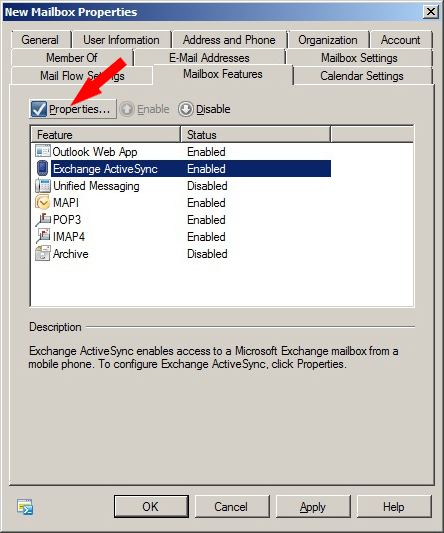 New Mailbox Properties
General User Information Address and Phone Organization Account
Member Of E-Mail Addresses Mailbox Settings
Mail Flow Settings Mailbox Features Calendar Settings
Properties... Enable Disable
Feature Status
Outlook Web App Enabled
Exchange ActiveSync Enabled
Unified Messaging Disabled
MAPI Enabled
POP3 Enabled
IMAP4 Enabled
Archive Disabled
Description
Exchange ActiveSync enables access to a Microsoft Exchange mailbox from a
mobile phone. To configure Exchange ActiveSync, click Properties.
OK Cancel Apply Help